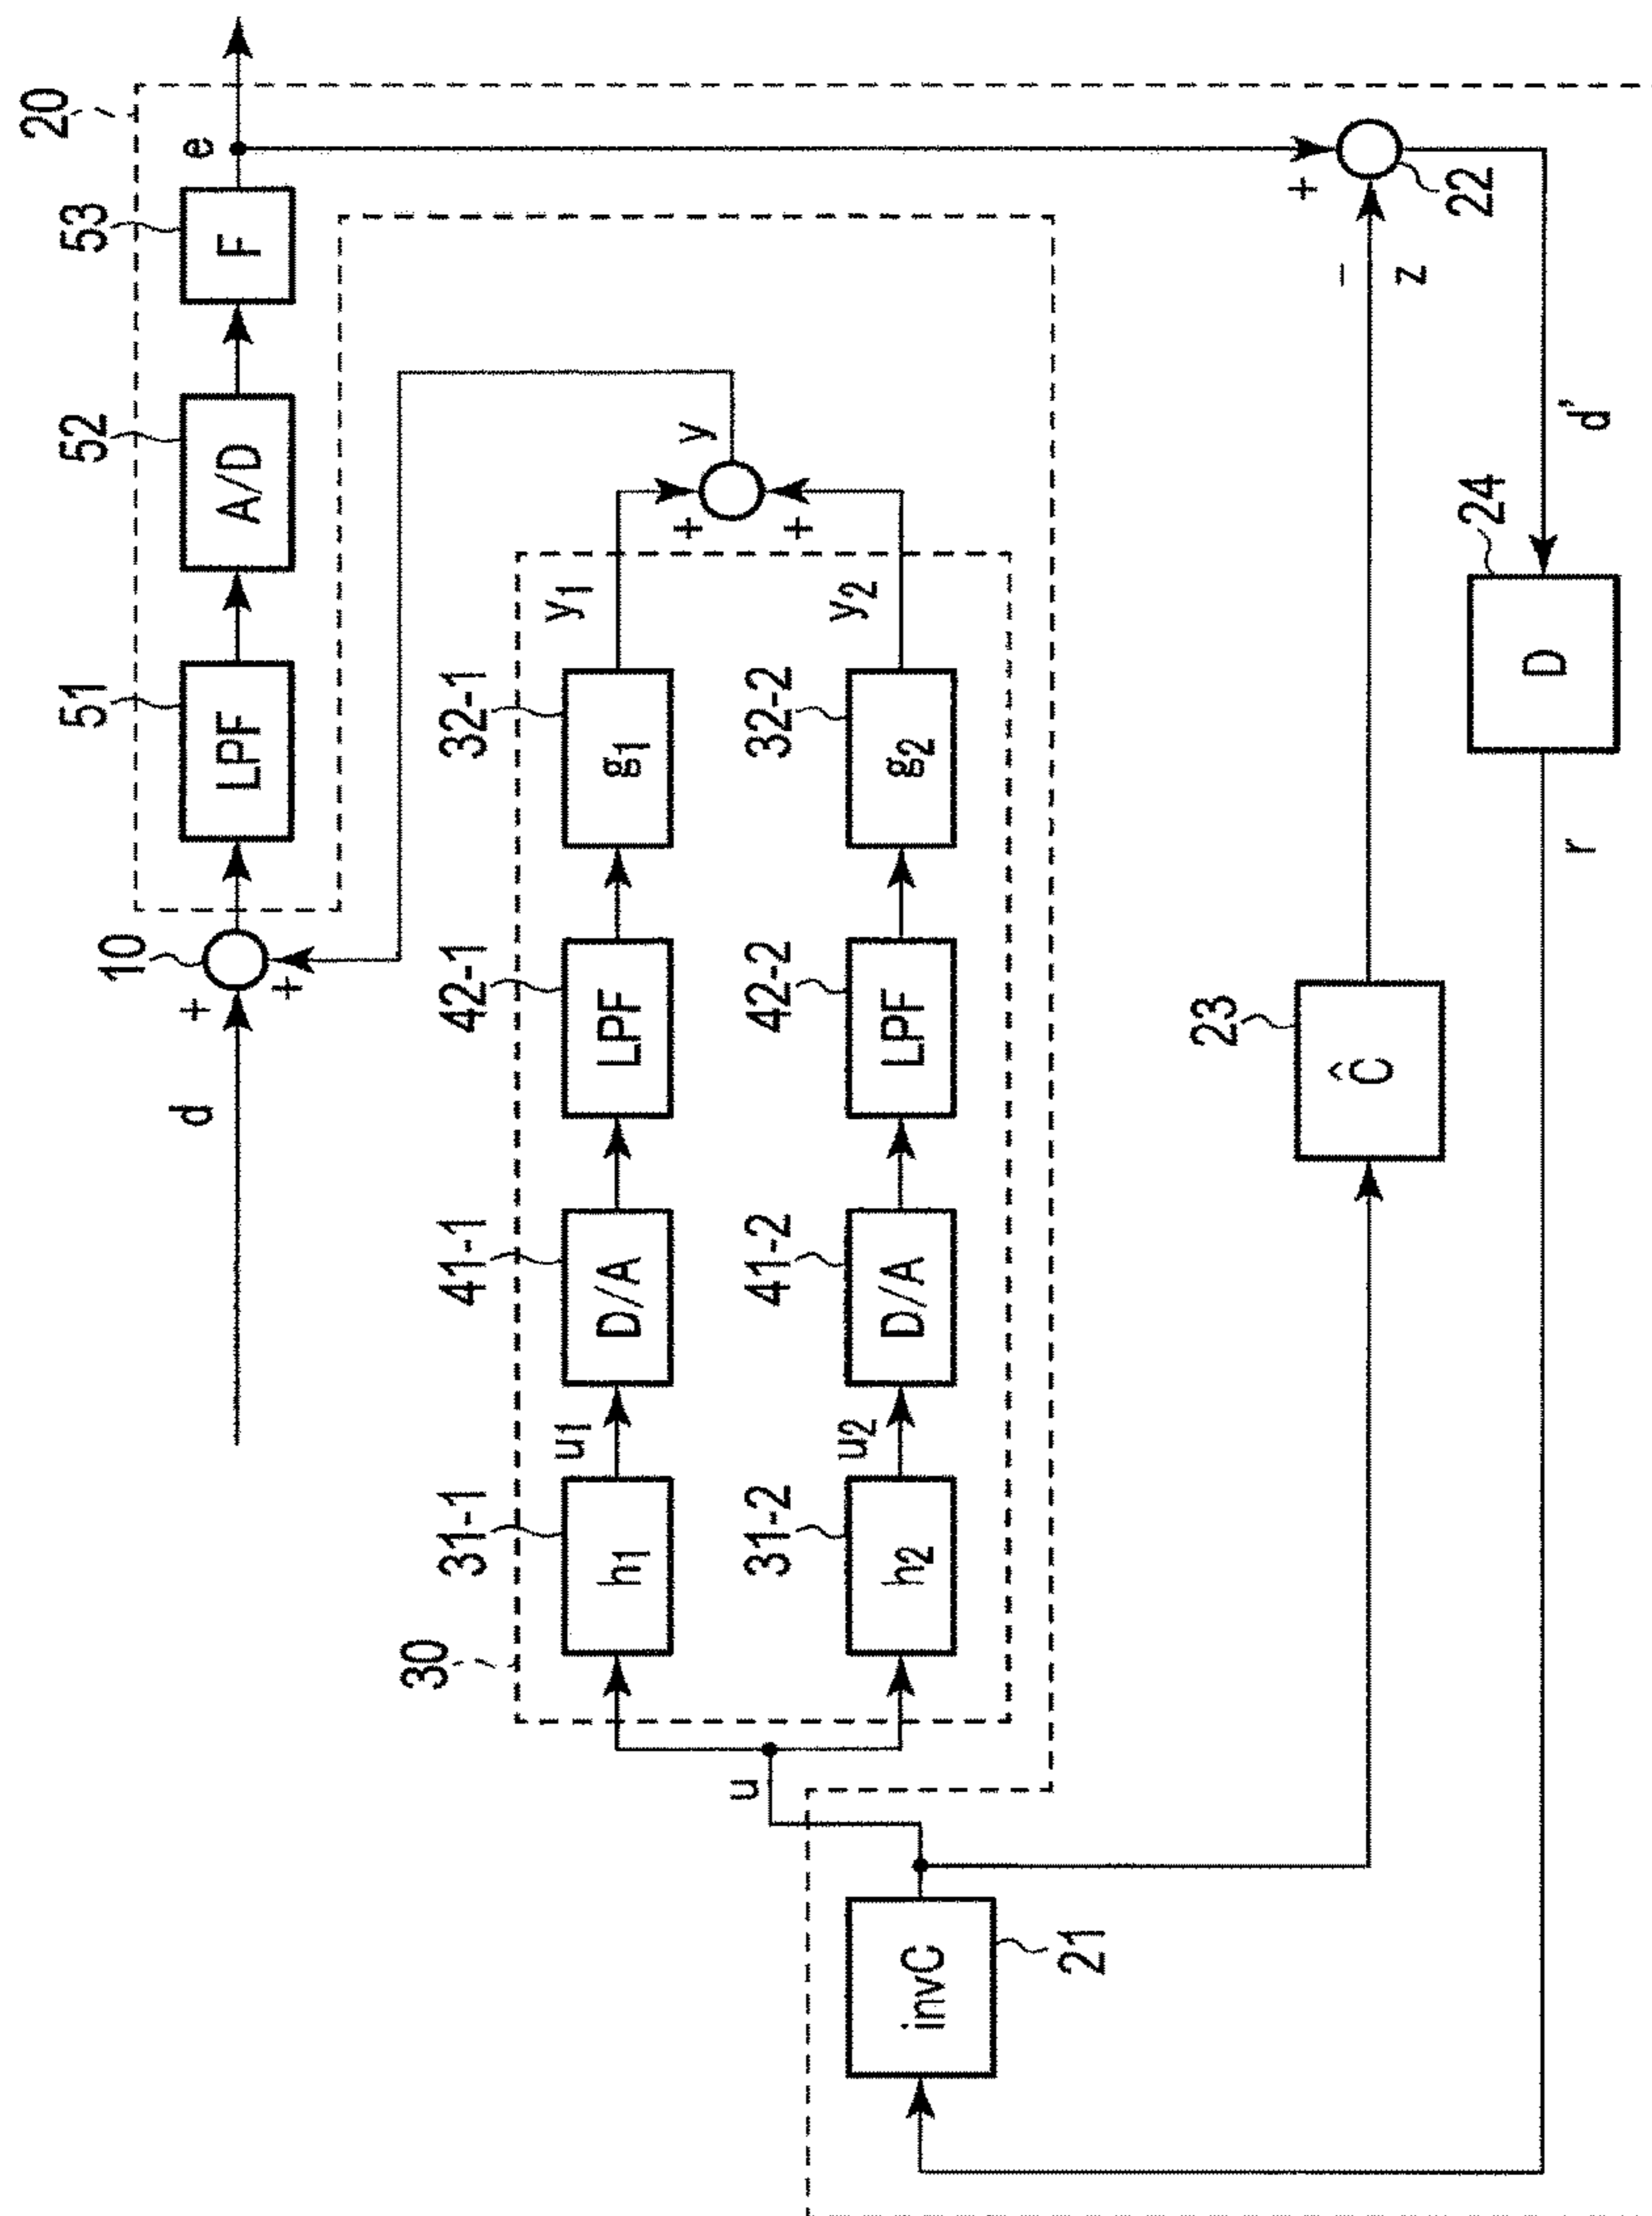 20
51
52
53
LPF
A/D
F
e
10
+
+
d
30
31-1
41-1
42-1
32-1
h1
u1
D/A
LPF
g1
y1
+
y
u
31-2
41-2
42-2
32-2
h2
u2
D/A
LPF
g2
y2
+
invC
21
23
Ĉ
−
z
+
22
24
D
d'
r